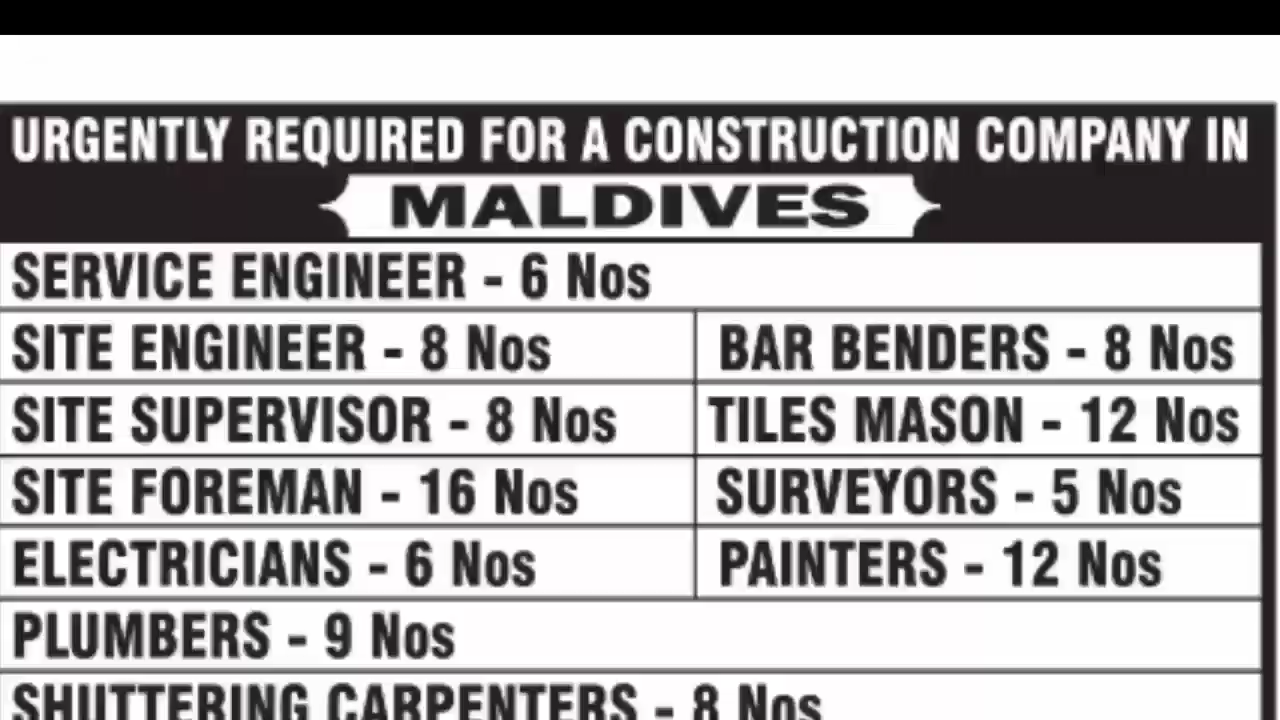 URGENTLY REQUIRED FOR A CONSTRUCTION COMPANY IN
MALDIVES
SERVICE ENGINEER - 6 Nos
SITE ENGINEER - 8 Nos
BAR BENDERS - 8 Nos
SITE SUPERVISOR - 8 Nos
TILES MASON - 12 Nos
SITE FOREMAN - 16 Nos
SURVEYORS - 5 Nos
ELECTRICIANS - 6 Nos
PAINTERS - 12 Nos
PLUMBERS - 9 Nos
SHUTTERING CARPENTERS - 8 Nos